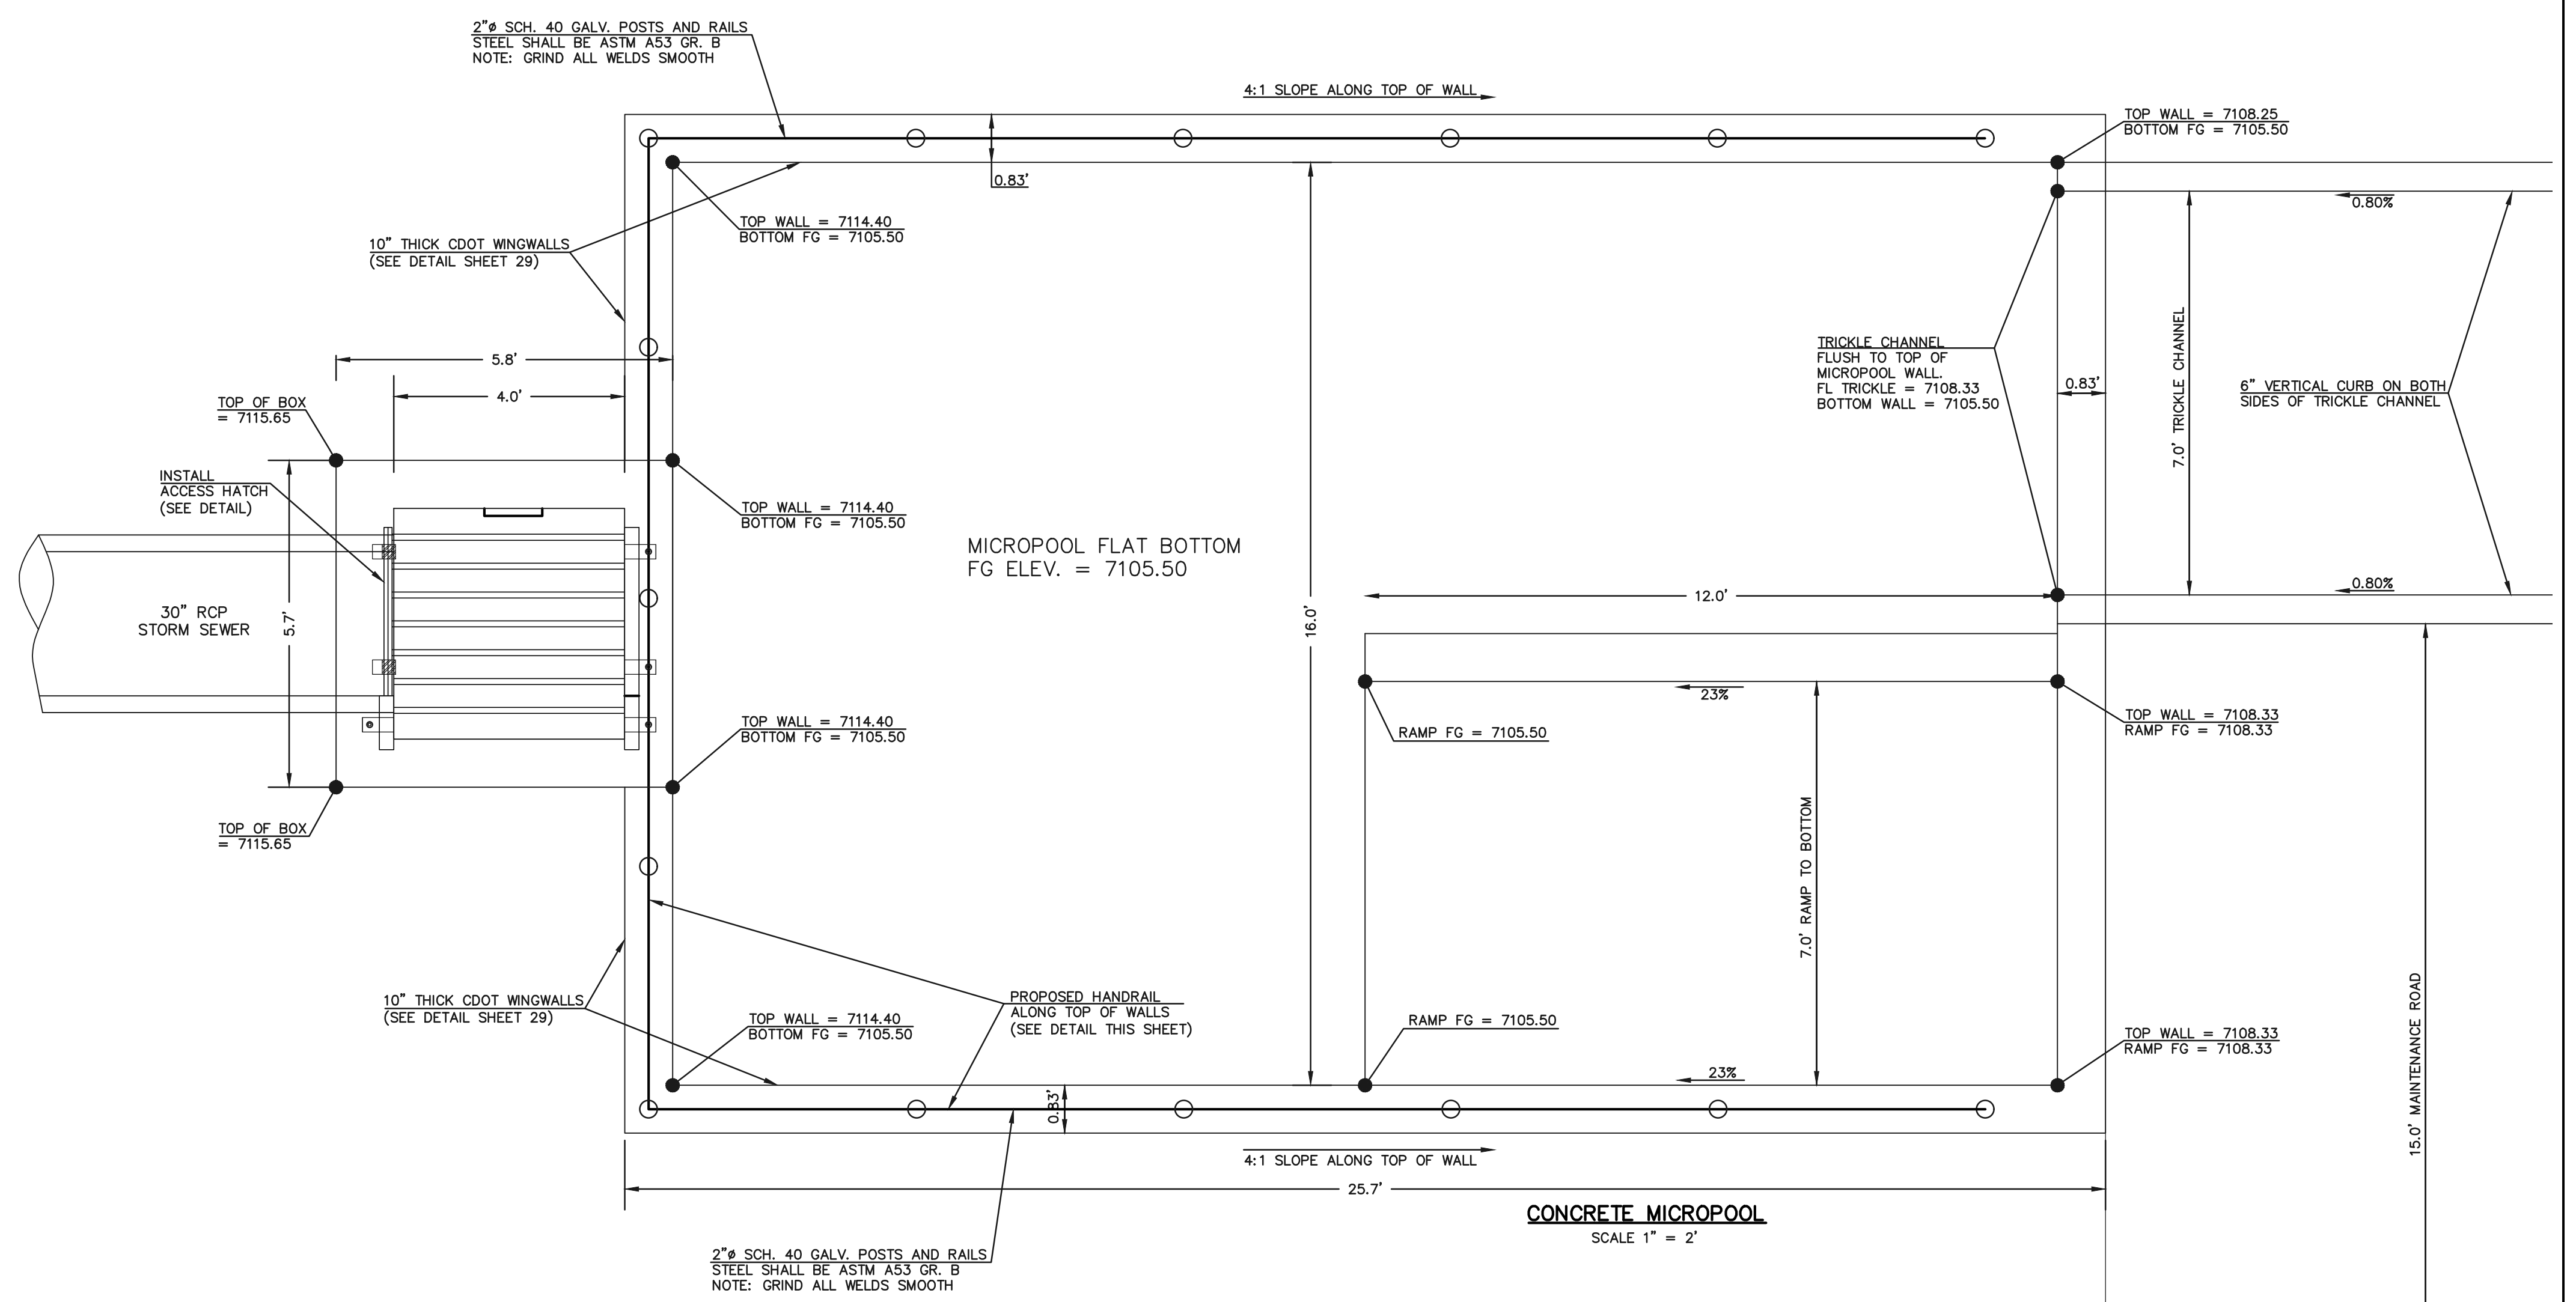 2"ø SCH. 40 GALV. POSTS AND RAILS
STEEL SHALL BE ASTM A53 GR. B
NOTE: GRIND ALL WELDS SMOOTH
4:1 SLOPE ALONG TOP OF WALL
TOP WALL = 7108.25
BOTTOM FG = 7105.50
0.83'
0.80%
TOP WALL = 7114.40
BOTTOM FG = 7105.50
10" THICK CDOT WINGWALLS
(SEE DETAIL SHEET 29)
5.8'
4.0'
TRICKLE CHANNEL
FLUSH TO TOP OF
MICROPOOL WALL.
FL TRICKLE = 7108.33
BOTTOM WALL = 7105.50
0.83'
7.0' TRICKLE CHANNEL
6" VERTICAL CURB ON BOTH
SIDES OF TRICKLE CHANNEL
TOP OF BOX
= 7115.65
INSTALL
ACCESS HATCH
(SEE DETAIL)
TOP WALL = 7114.40
BOTTOM FG = 7105.50
MICROPOOL FLAT BOTTOM
FG ELEV. = 7105.50
0.80%
12.0'
16.0'
30" RCP
STORM SEWER
5.7'
23%
TOP WALL = 7114.40
BOTTOM FG = 7105.50
RAMP FG = 7105.50
TOP WALL = 7108.33
RAMP FG = 7108.33
TOP OF BOX
= 7115.65
7.0' RAMP TO BOTTOM
10" THICK CDOT WINGWALLS
(SEE DETAIL SHEET 29)
TOP WALL = 7114.40
BOTTOM FG = 7105.50
PROPOSED HANDRAIL
ALONG TOP OF WALLS
(SEE DETAIL THIS SHEET)
RAMP FG = 7105.50
TOP WALL = 7108.33
RAMP FG = 7108.33
23%
0.83'
15.0' MAINTENANCE ROAD
4:1 SLOPE ALONG TOP OF WALL
25.7'
CONCRETE MICROPOOL
SCALE 1" = 2'
2"ø SCH. 40 GALV. POSTS AND RAILS
STEEL SHALL BE ASTM A53 GR. B
NOTE: GRIND ALL WELDS SMOOTH